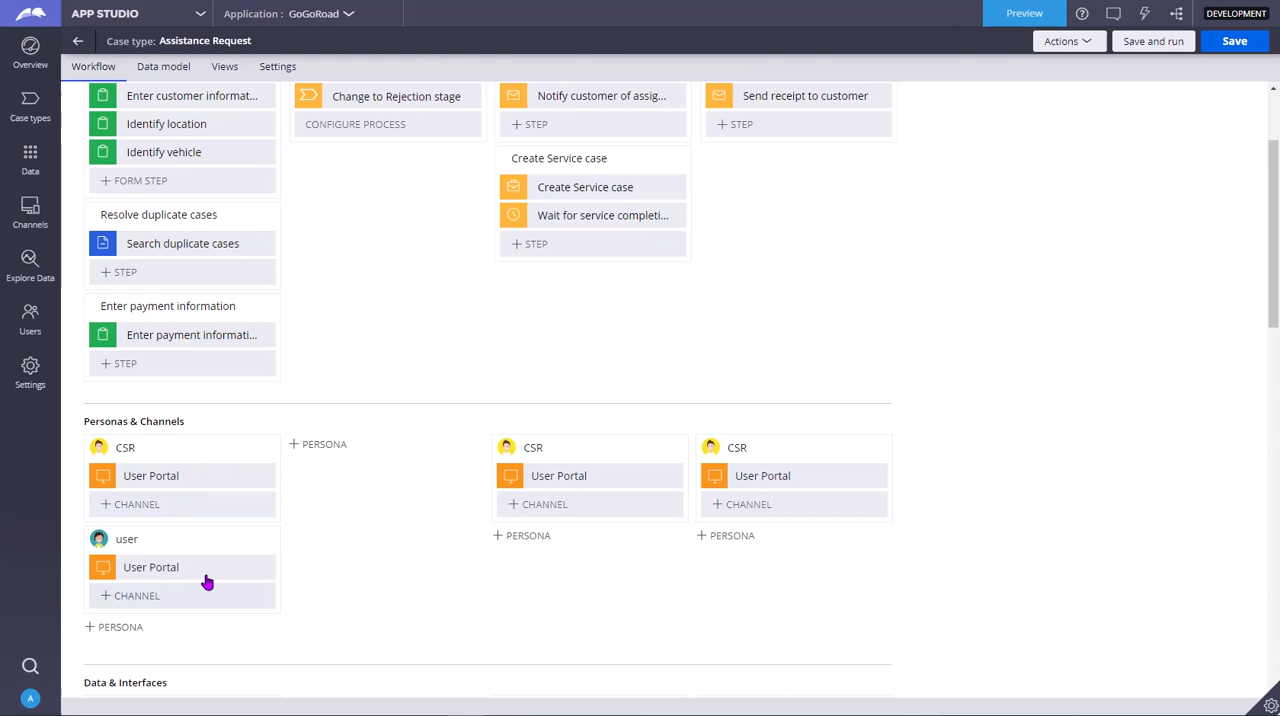 APP STUDIO
Application : GoGoRoad
Preview
DEVELOPMENT
Case type: Assistance Request
Actions
Save and run
Save
Overview
Case types
Data
Channels
Explore Data
Users
Settings
A
Workflow
Data model
Views
Settings
Enter customer informat...
Identify location
Identify vehicle
+ FORM STEP
Resolve duplicate cases
Search duplicate cases
+ STEP
Enter payment information
Enter payment informati...
+ STEP
Change to Rejection stage
CONFIGURE PROCESS
Notify customer of assig...
+ STEP
Create Service case
Create Service case
Wait for service completi...
+ STEP
Send receipt to customer
+ STEP
Personas & Channels
CSR
User Portal
+ CHANNEL
user
User Portal
+ CHANNEL
+ PERSONA
+ PERSONA
CSR
User Portal
+ CHANNEL
+ PERSONA
CSR
User Portal
+ CHANNEL
+ PERSONA
Data & Interfaces